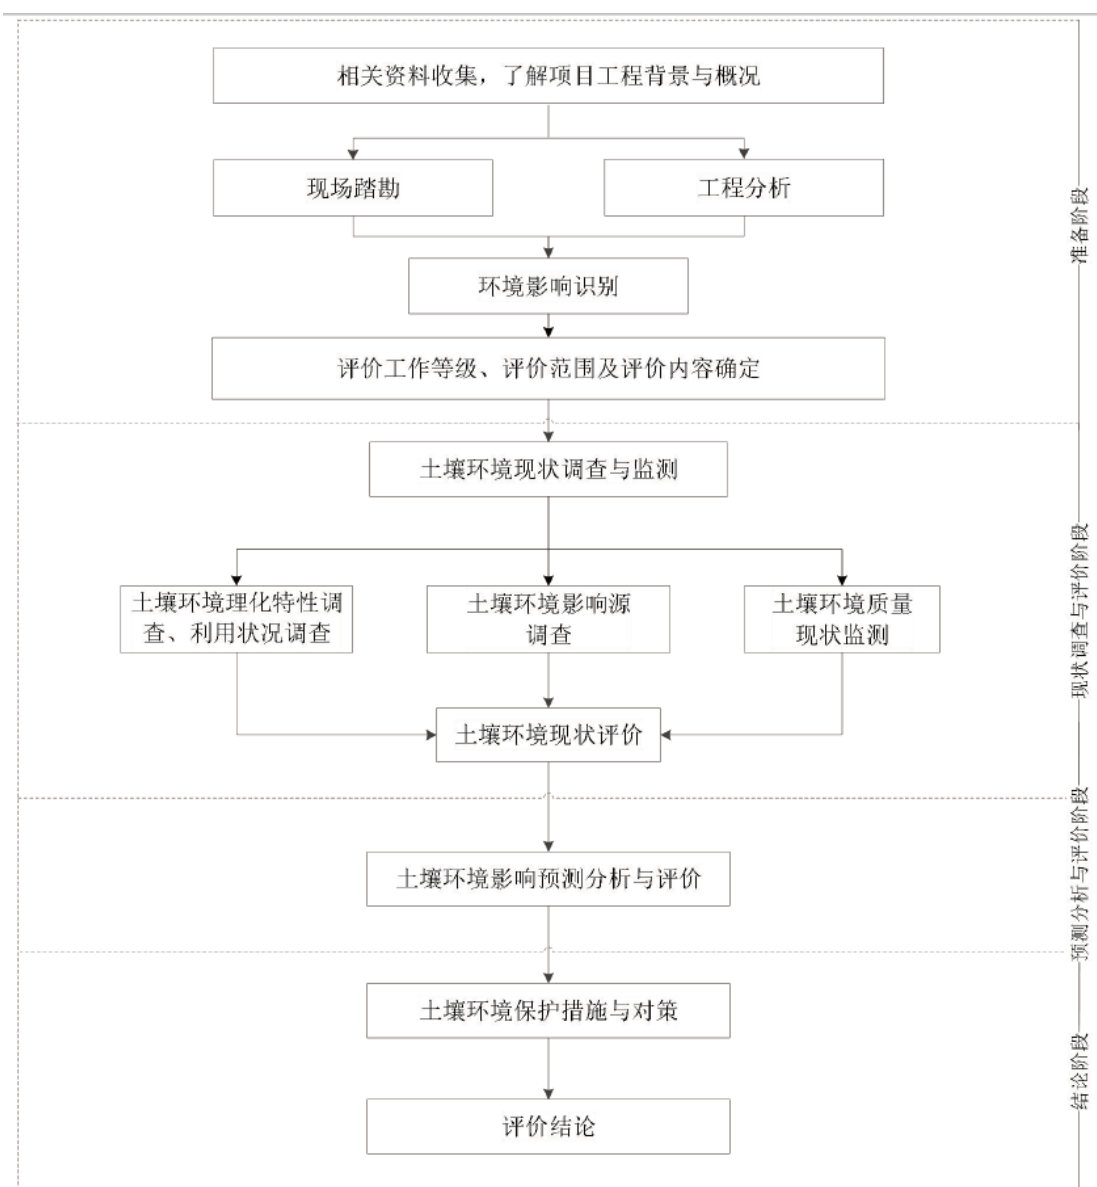 相关资料收集，了解项目工程背景与概况
现场踏勘
工程分析
环境影响识别
评价工作等级、评价范围及评价内容确定
准备阶段
土壤环境现状调查与监测
土壤环境理化特性调
查、利用状况调查
土壤环境影响源
调查
土壤环境质量
现状监测
土壤环境现状评价
现状调查与评价阶段
土壤环境影响预测分析与评价
预测分析与评价阶段
土壤环境保护措施与对策
评价结论
结论阶段